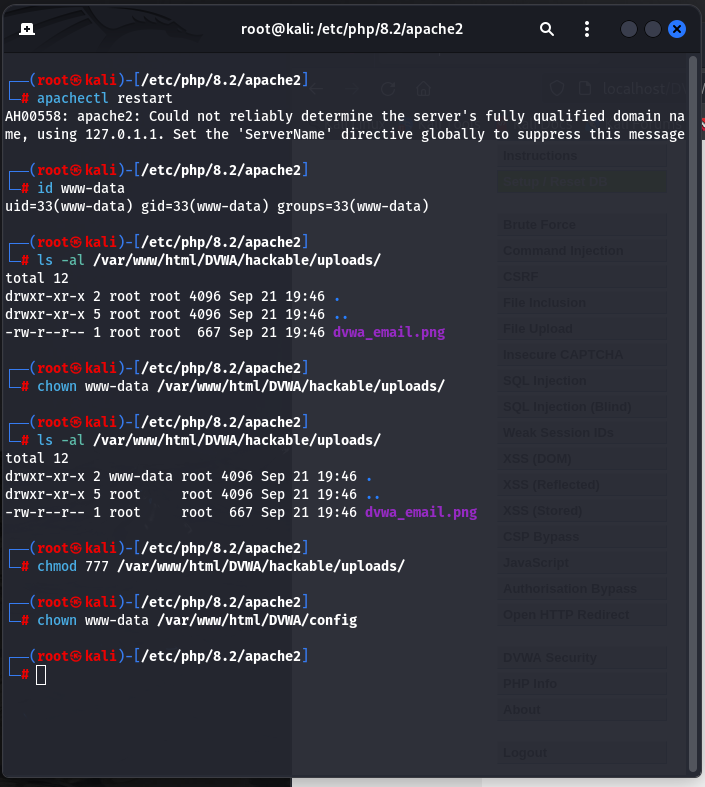 root@kali: /etc/php/8.2/apache2
┌──(root㉿kali)-[/etc/php/8.2/apache2]
└─# apachectl restart
AH00558: apache2: Could not reliably determine the server's fully qualified domain na
me, using 127.0.1.1. Set the 'ServerName' directive globally to suppress this message
┌──(root㉿kali)-[/etc/php/8.2/apache2]
└─# id www-data
uid=33(www-data) gid=33(www-data) groups=33(www-data)
┌──(root㉿kali)-[/etc/php/8.2/apache2]
└─# ls -al /var/www/html/DVWA/hackable/uploads/
total 12
drwxr-xr-x 2 root root 4096 Sep 21 19:46 .
drwxr-xr-x 5 root root 4096 Sep 21 19:46 ..
-rw-r--r-- 1 root root  667 Sep 21 19:46 dvwa_email.png
┌──(root㉿kali)-[/etc/php/8.2/apache2]
└─# chown www-data /var/www/html/DVWA/hackable/uploads/
┌──(root㉿kali)-[/etc/php/8.2/apache2]
└─# ls -al /var/www/html/DVWA/hackable/uploads/
total 12
drwxr-xr-x 2 www-data root 4096 Sep 21 19:46 .
drwxr-xr-x 5 root     root 4096 Sep 21 19:46 ..
-rw-r--r-- 1 root     root  667 Sep 21 19:46 dvwa_email.png
┌──(root㉿kali)-[/etc/php/8.2/apache2]
└─# chmod 777 /var/www/html/DVWA/hackable/uploads/
┌──(root㉿kali)-[/etc/php/8.2/apache2]
└─# chown www-data /var/www/html/DVWA/config
┌──(root㉿kali)-[/etc/php/8.2/apache2]
└─#
localhost/DV
Instructions
Brute Force
Command Injection
CSRF
File Inclusion
File Upload
Insecure CAPTCHA
SQL Injection
SQL Injection (Blind)
Weak Session IDs
XSS (DOM)
XSS (Reflected)
XSS (Stored)
CSP Bypass
JavaScript
Authorisation Bypass
Open HTTP Redirect
DVWA Security
PHP Info
About
Logout